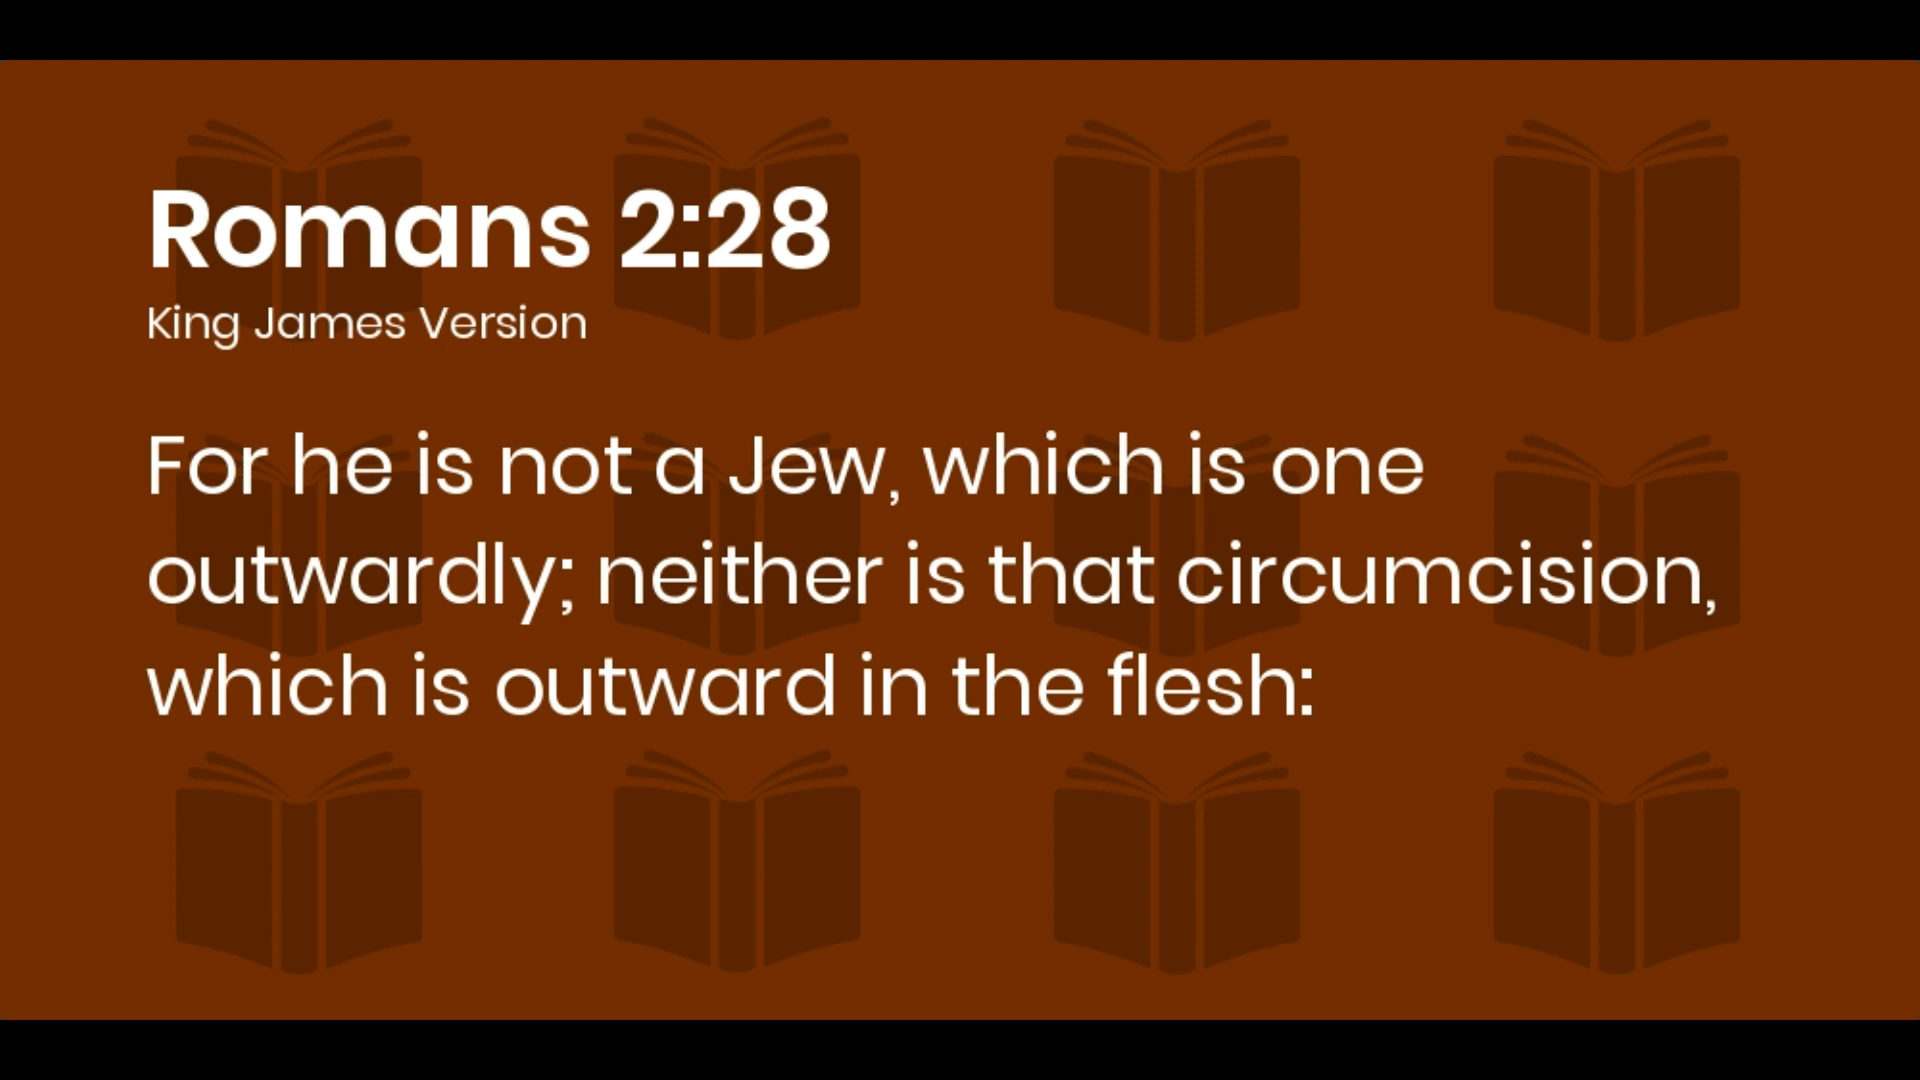 Romans 2:28
King James Version
For he is not a Jew, which is one
outwardly; neither is that circumcision,
which is outward in the flesh: